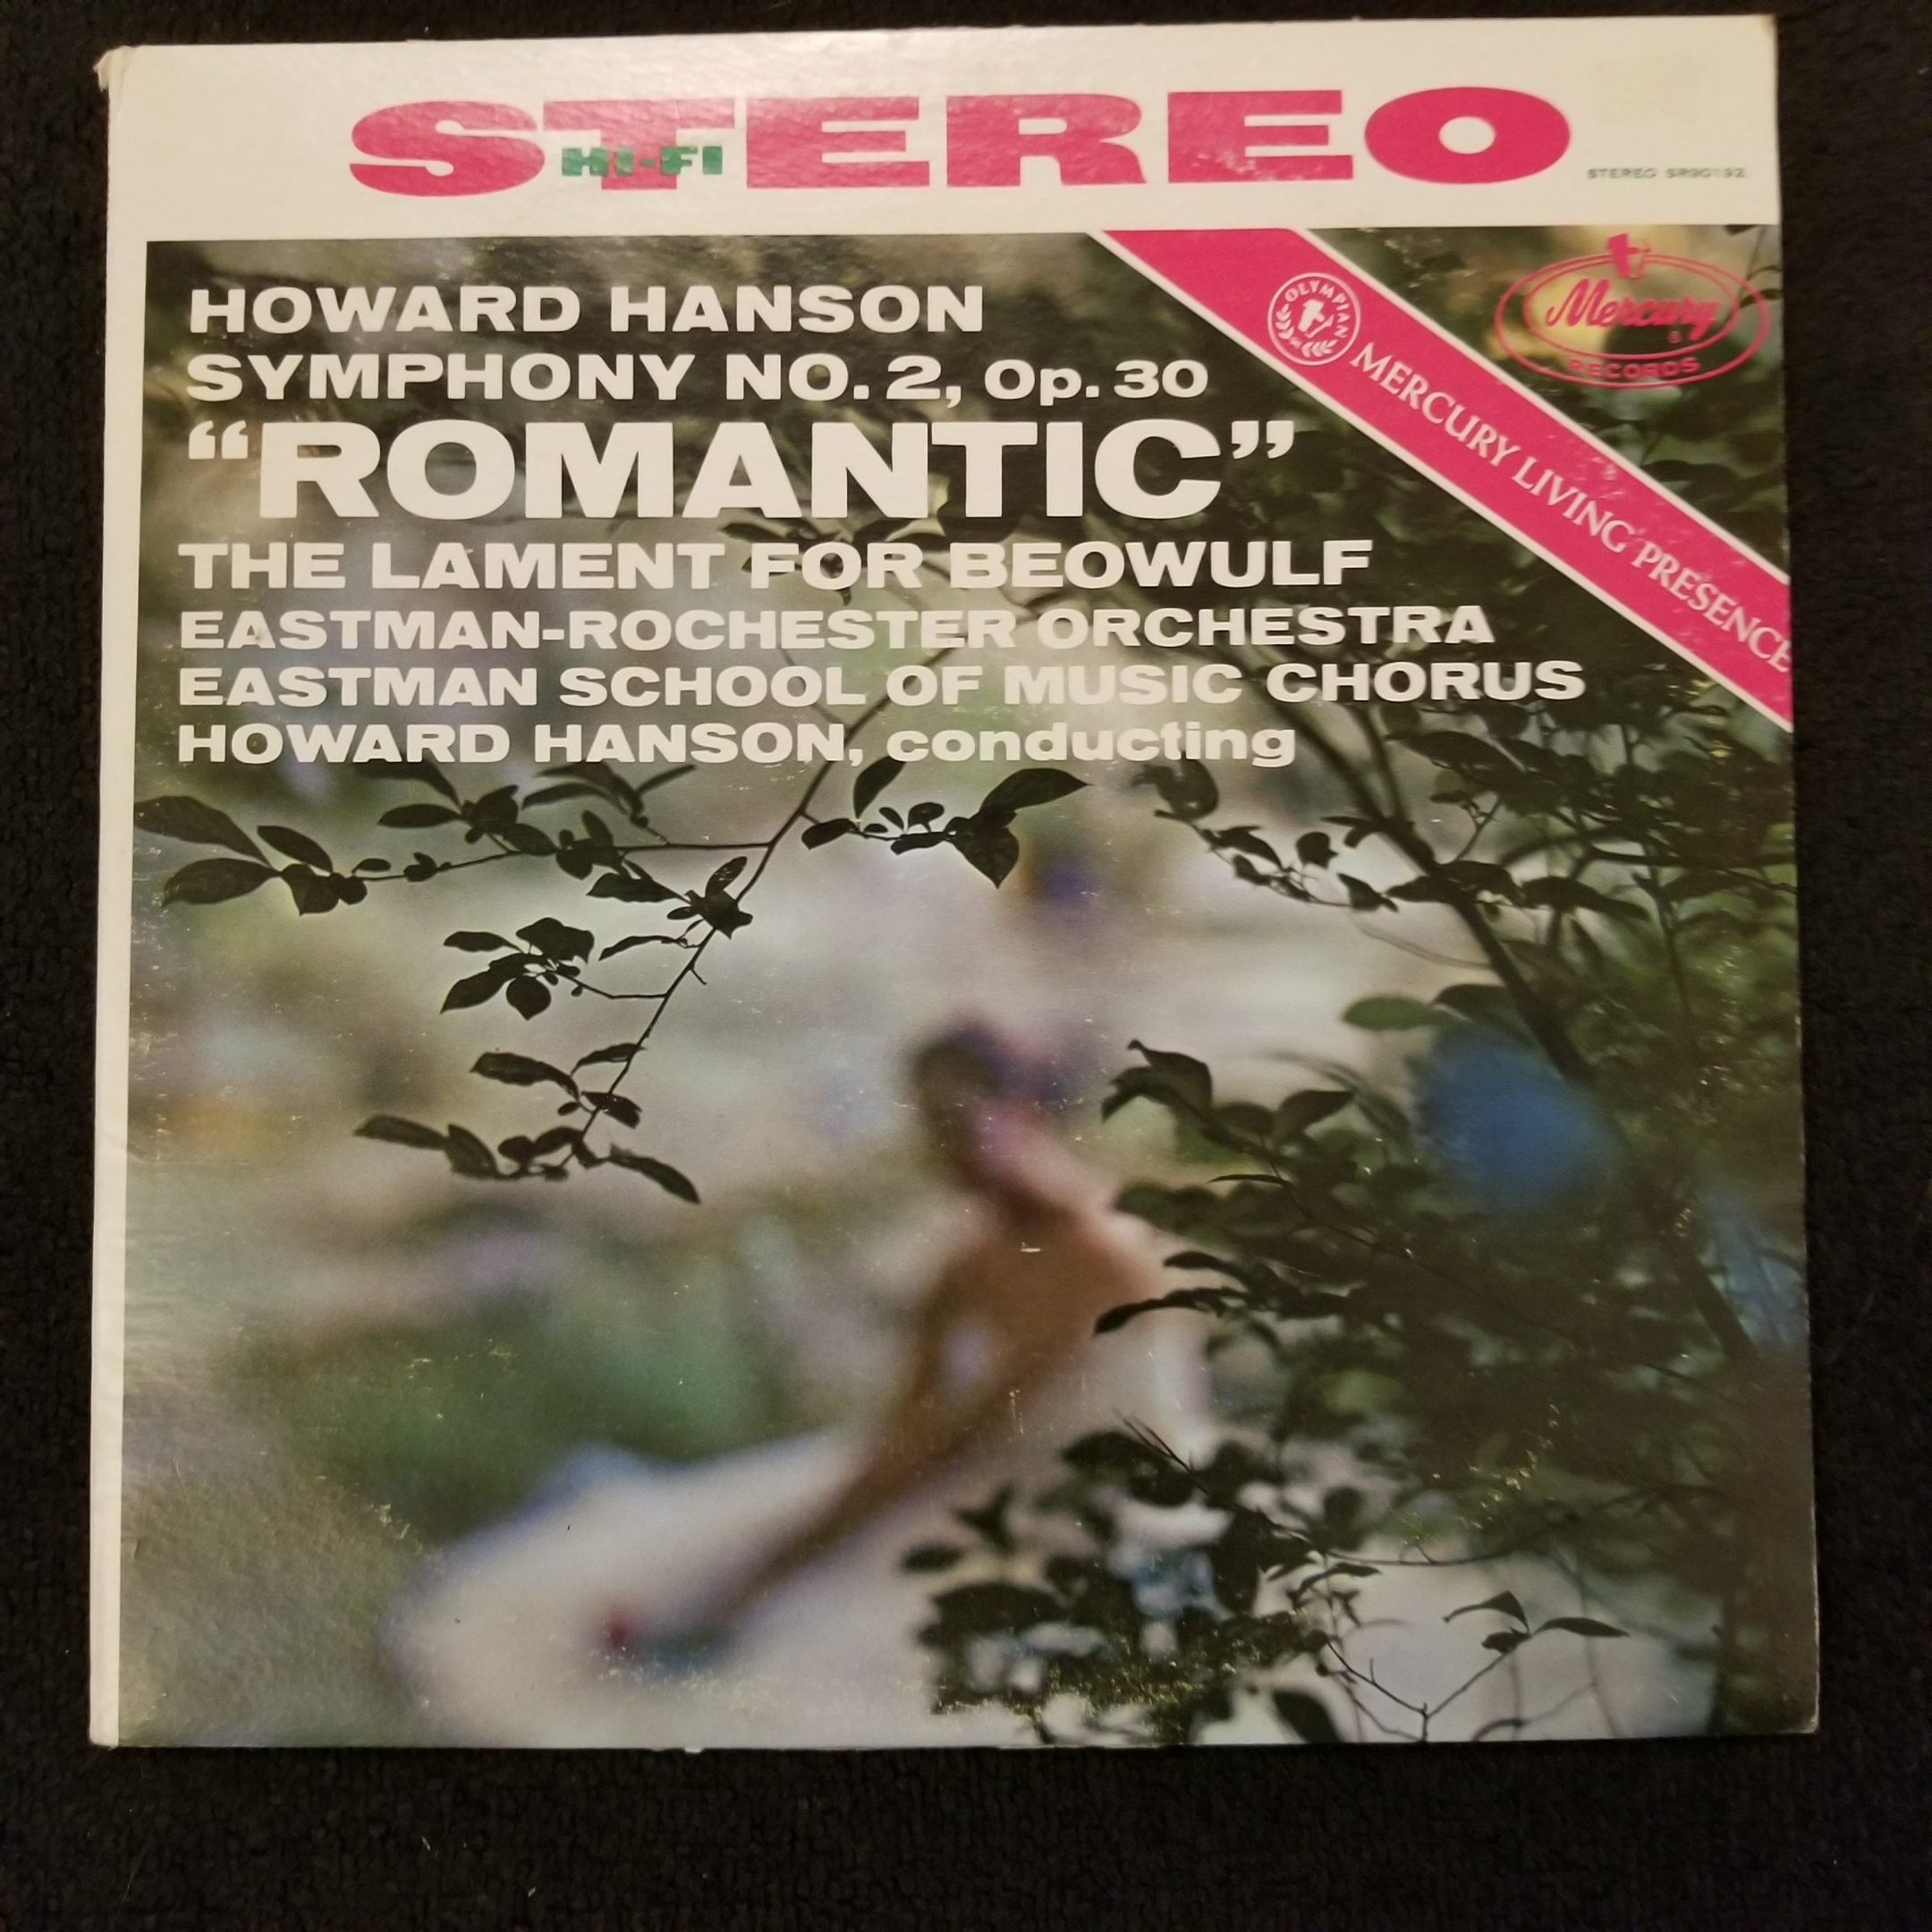 STEREO
HI-FI
STEREO SR90192
HOWARD HANSON
SYMPHONY NO. 2, Op. 30
“ROMANTIC”
THE LAMENT FOR BEOWULF
EASTMAN-ROCHESTER ORCHESTRA
EASTMAN SCHOOL OF MUSIC CHORUS
HOWARD HANSON, conducting
OLYMPIAN
MERCURY LIVING PRESENCE
Mercury ®
RECORDS